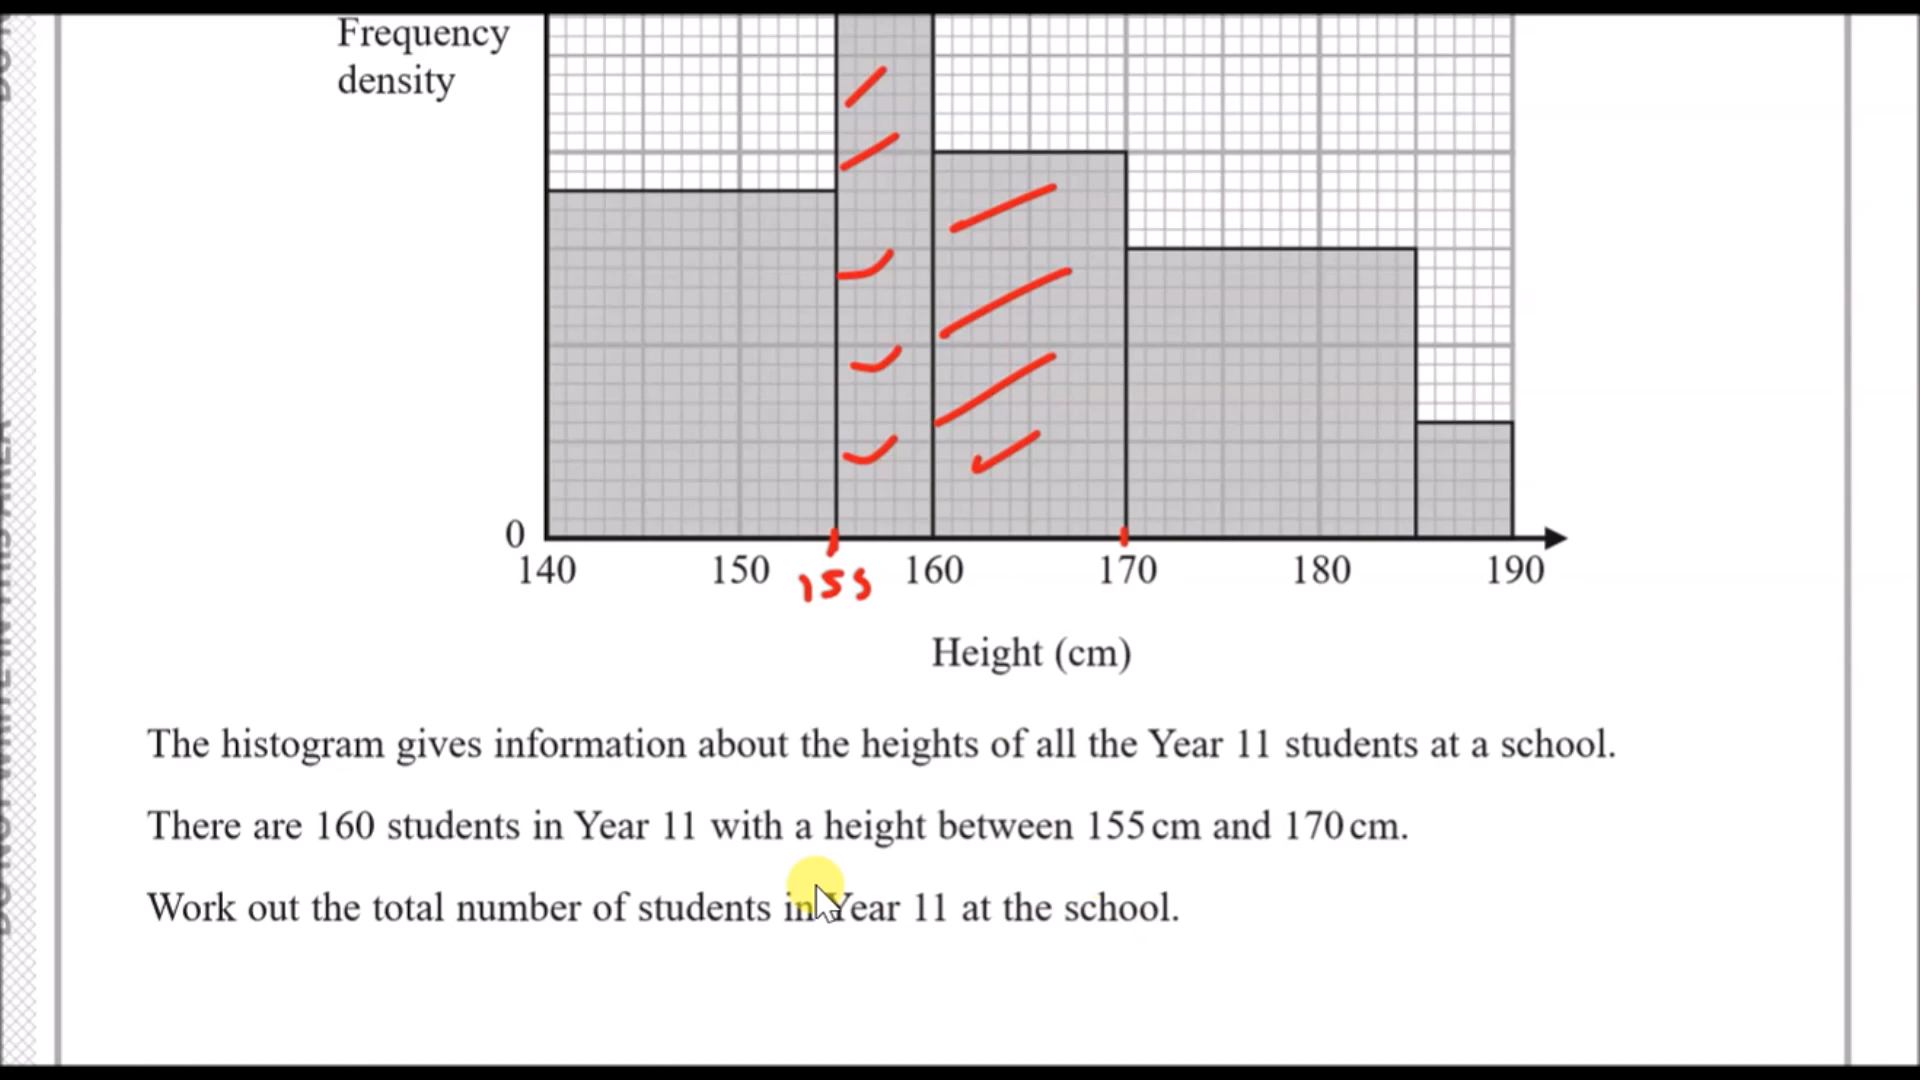 Frequency
density
0
140 150 160 170 180 190
155
Height (cm)
The histogram gives information about the heights of all the Year 11 students at a school.
There are 160 students in Year 11 with a height between 155 cm and 170 cm.
Work out the total number of students in Year 11 at the school.